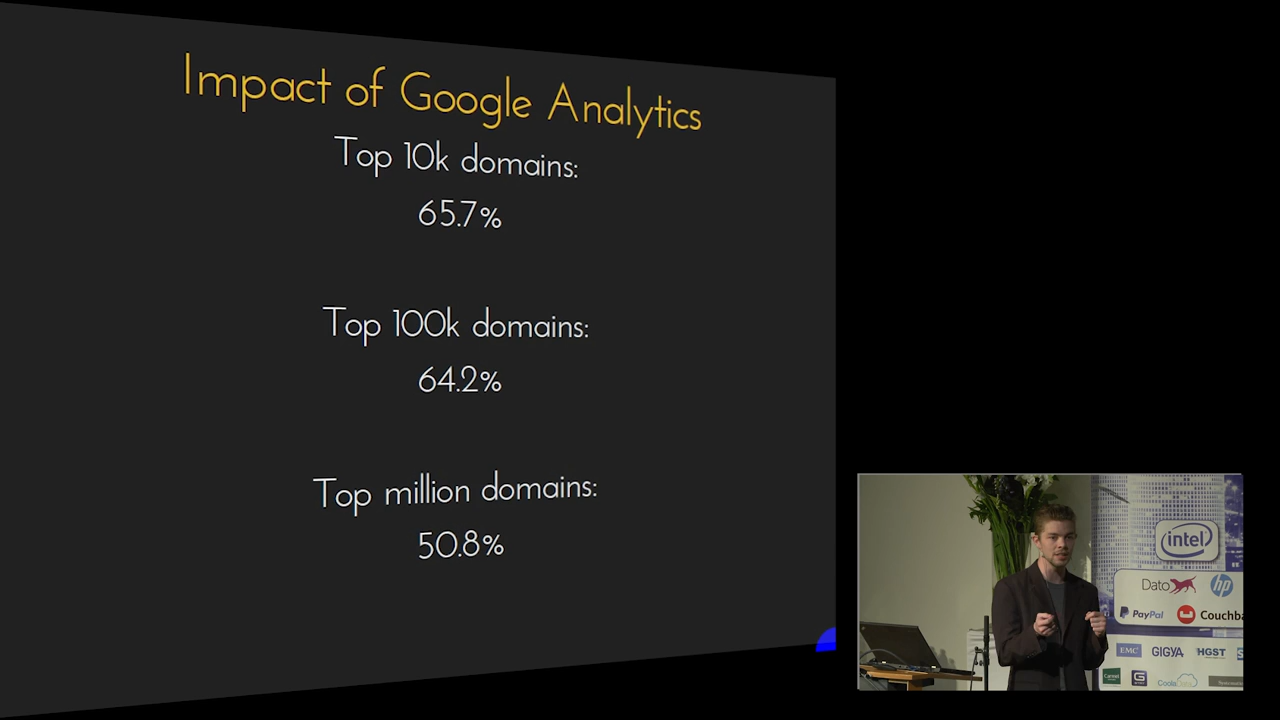 Impact of Google Analytics
Top 10k domains:
65.7%
Top 100k domains:
64.2%
Top million domains:
50.8%
intel
Dato
hp
PayPal
Couchba
EMC
GIGYA
HGST